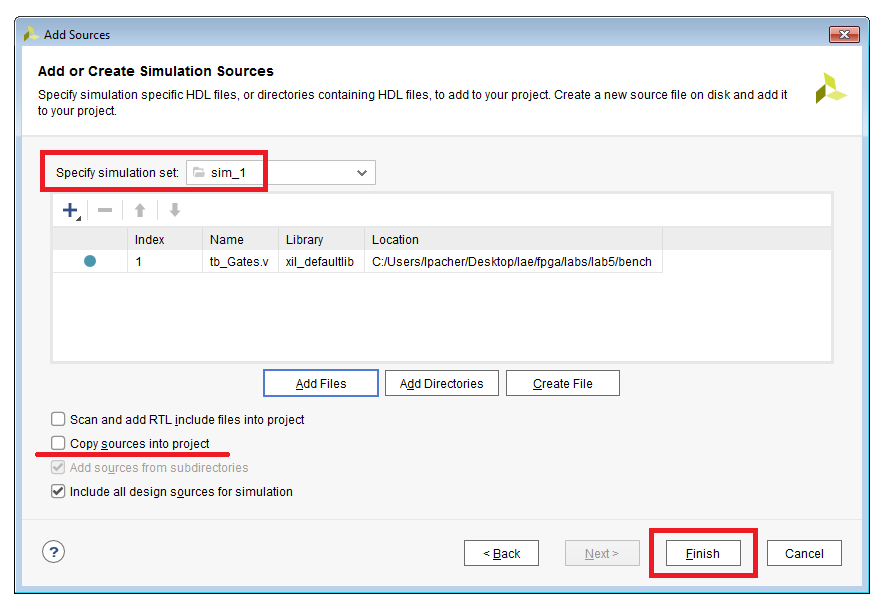 Add Sources
Add or Create Simulation Sources
Specify simulation specific HDL files, or directories containing HDL files, to add to your project. Create a new source file on disk and add it
to your project.
Specify simulation set: sim_1
Index Name Library Location
1 tb_Gates.v xil_defaultlib C:/Users/lpacher/Desktop/lae/fpga/labs/lab5/bench
Add Files Add Directories Create File
Scan and add RTL include files into project
Copy sources into project
Add sources from subdirectories
Include all design sources for simulation
? < Back Next > Finish Cancel